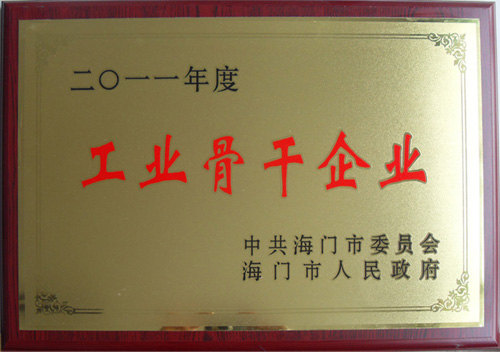 二〇一一年度
工业骨干企业
中共海门市委员会
海门市人民政府